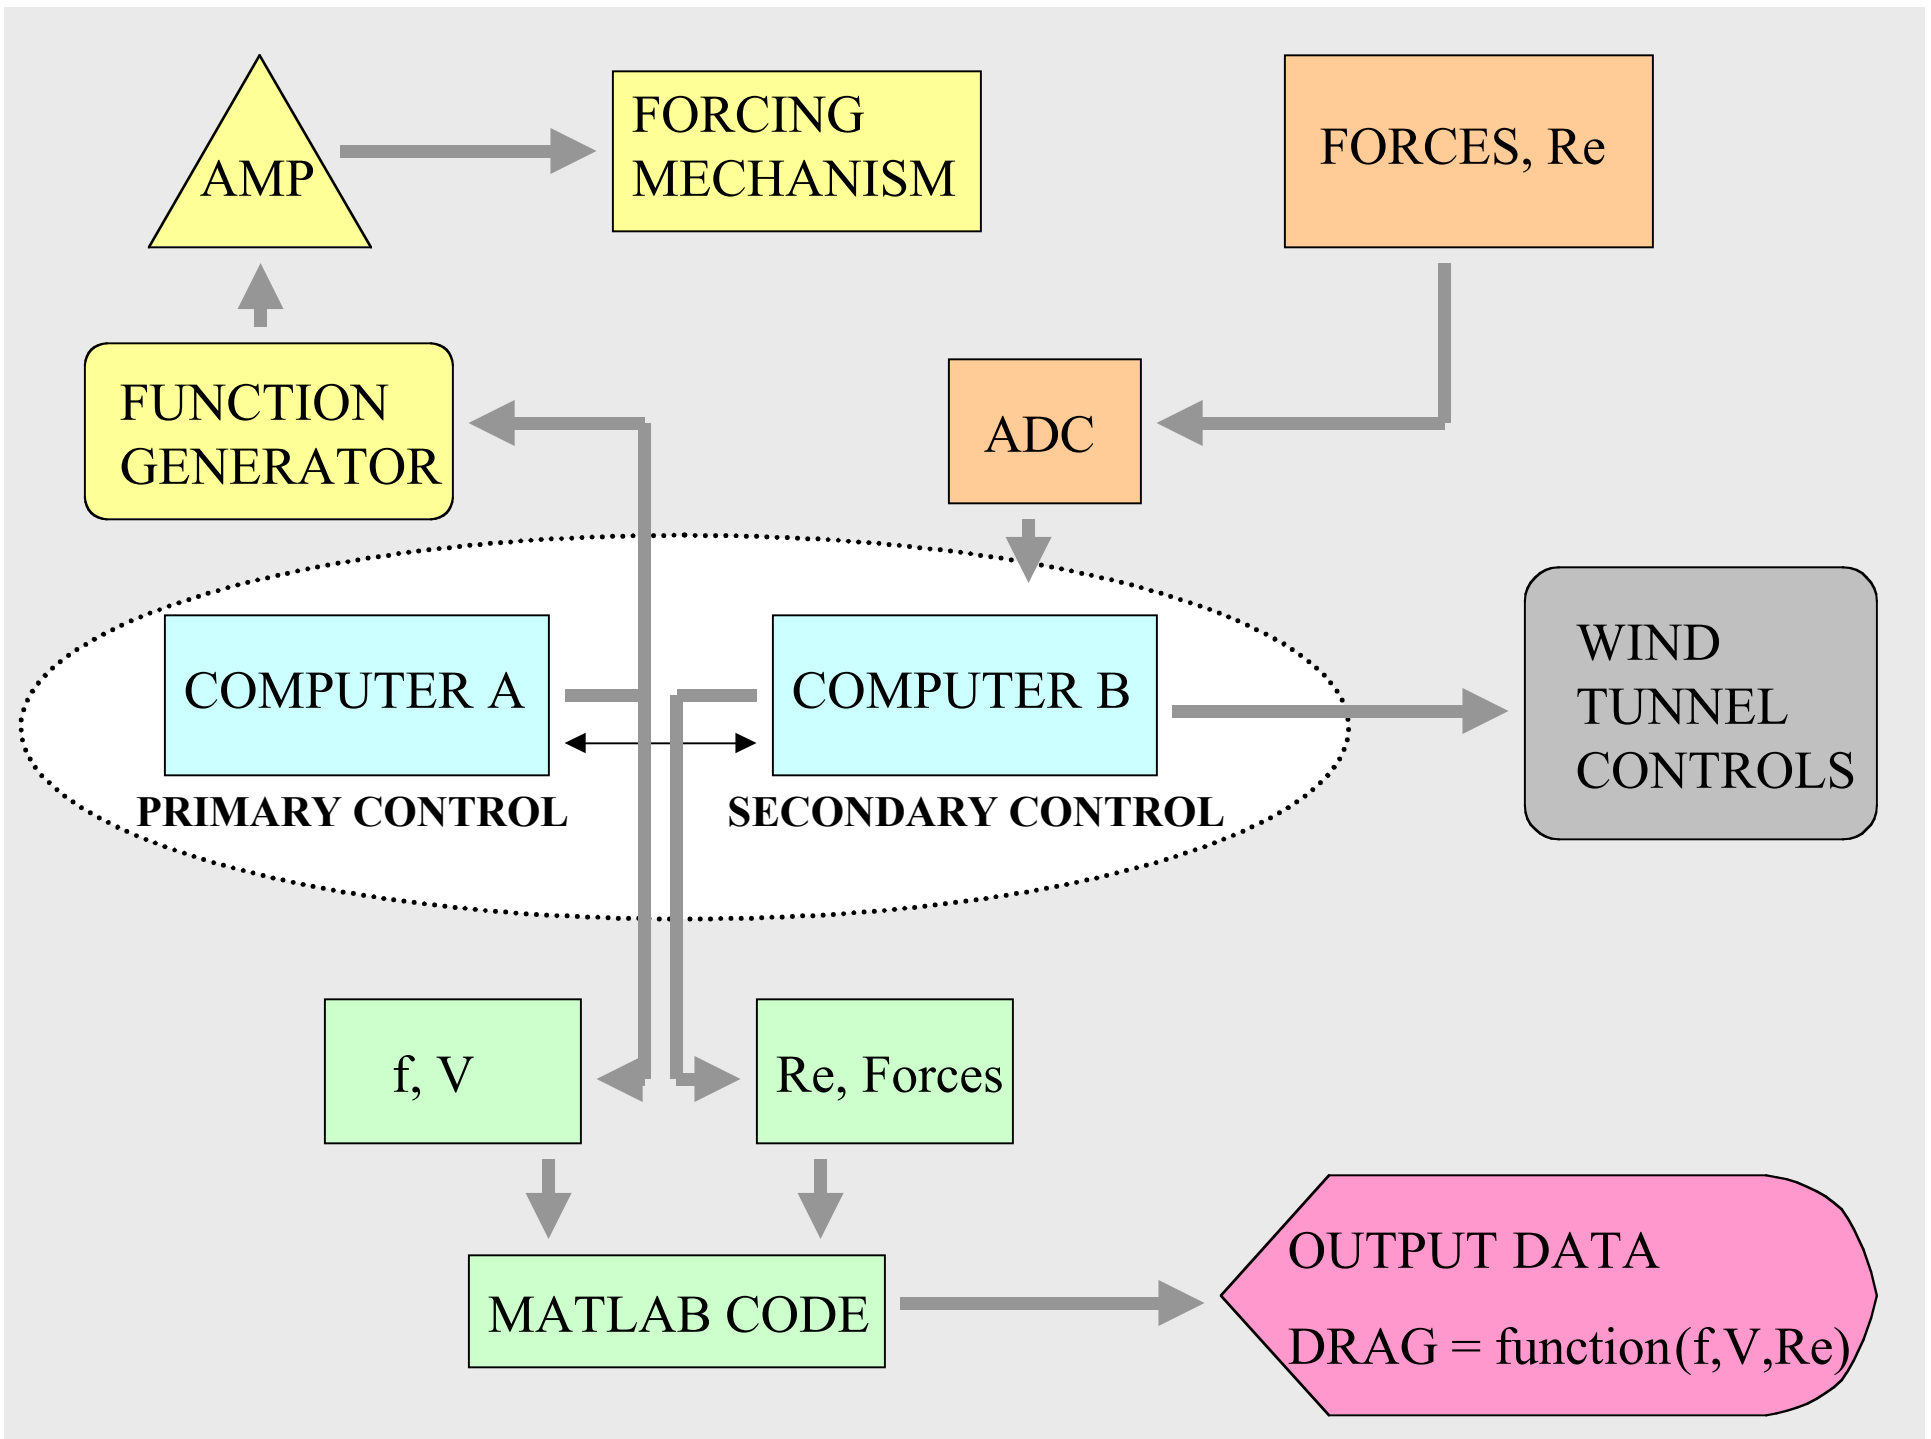 AMP
FORCING
MECHANISM
FORCES, Re
FUNCTION
GENERATOR
ADC
COMPUTER A
COMPUTER B
PRIMARY CONTROL
SECONDARY CONTROL
WIND
TUNNEL
CONTROLS
f, V
Re, Forces
MATLAB CODE
OUTPUT DATA
DRAG = function(f,V,Re)